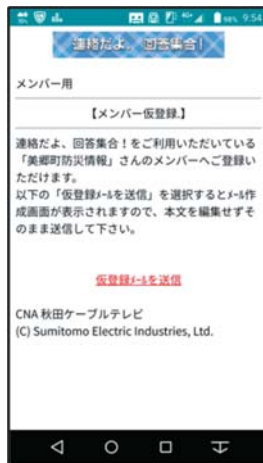 98% 9:54
連絡だよ、回答集合!
メンバー用
【メンバー仮登録.】
連絡だよ、回答集合!をご利用いただいている
「美郷町防災情報」さんのメンバーへご登録い
ただけます。
以下の「仮登録ﾒｰﾙを送信」を選択するとﾒｰﾙ作
成画面が表示されますので、本文を編集せずそ
のまま送信して下さい。
仮登録ﾒｰﾙを送信
CNA 秋田ケーブルテレビ
(C) Sumitomo Electric Industries, Ltd.